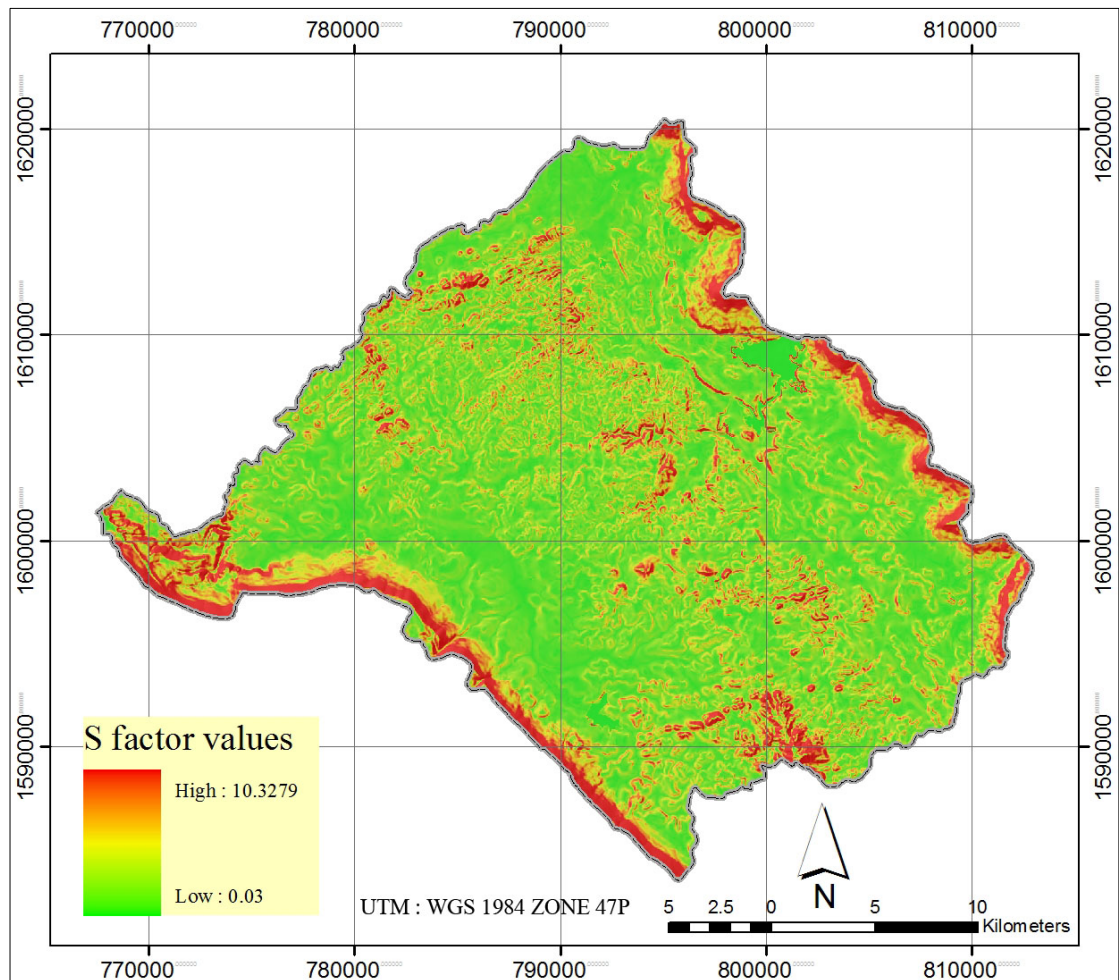 770000 780000 790000 800000 810000
1620000 1620000
1610000 1610000
1600000 1600000
1590000 1590000
S factor values
High : 10.3279
Low : 0.03
N
UTM : WGS 1984 ZONE 47P
5 2.5 0 5 10
Kilometers
770000 780000 790000 800000 810000